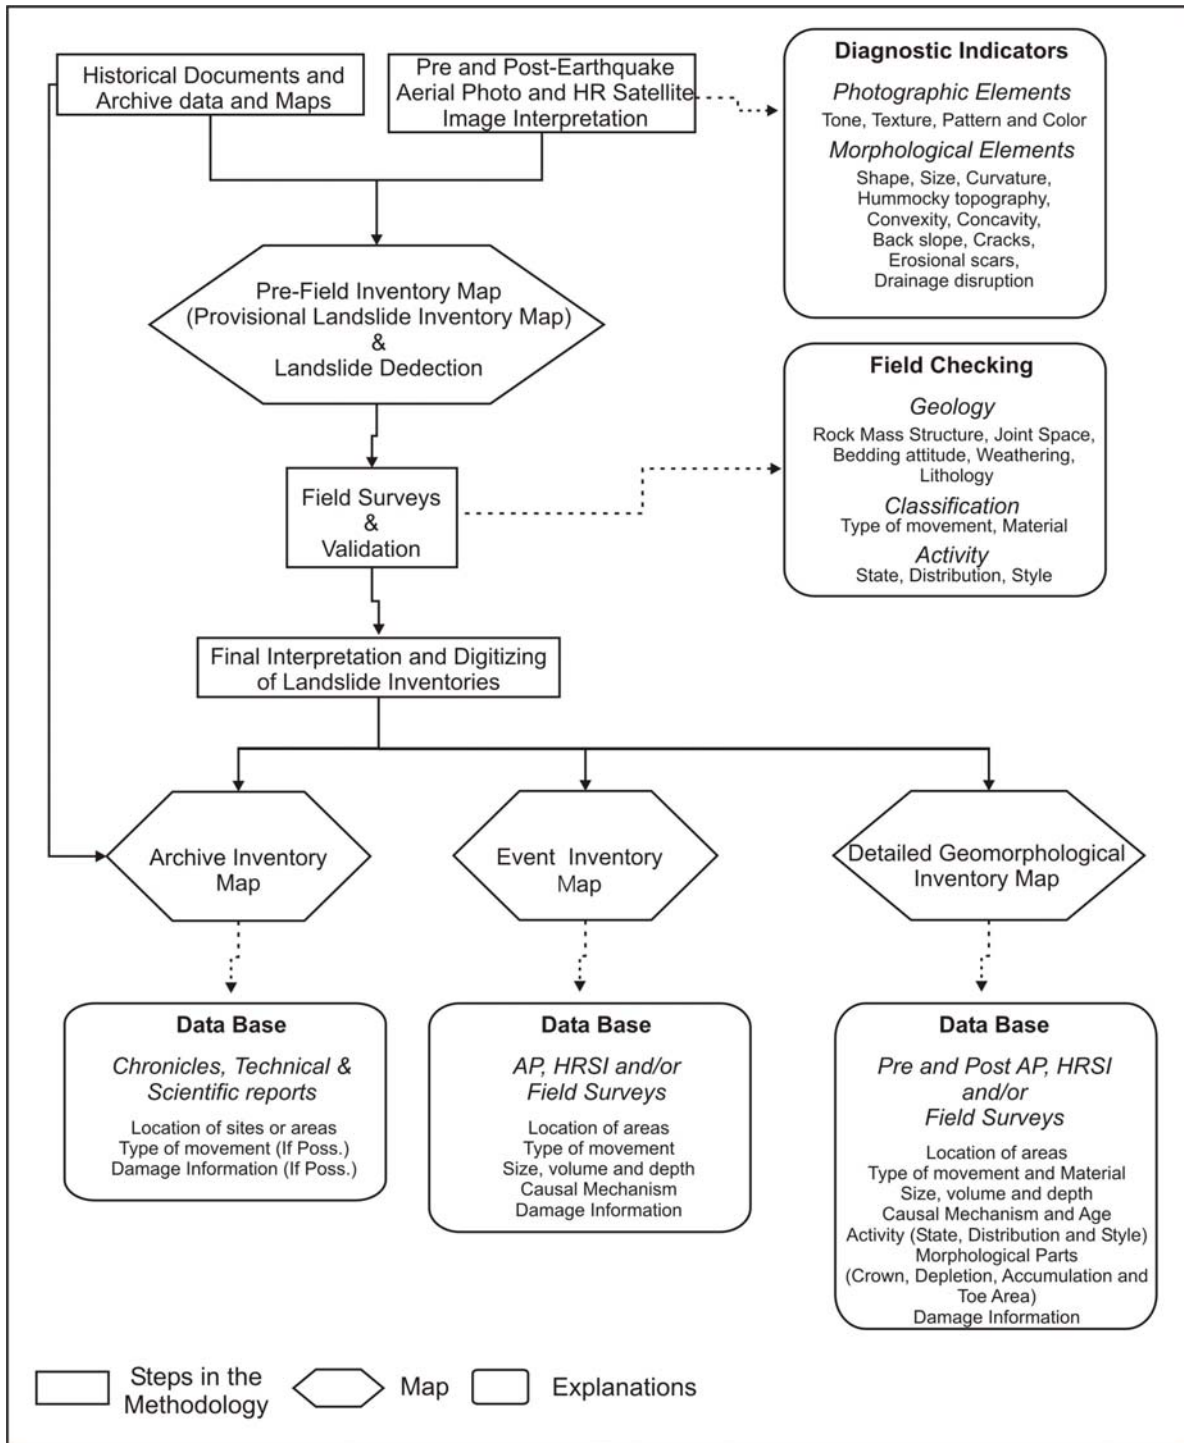 Historical Documents and
Archive data and Maps
Pre and Post-Earthquake
Aerial Photo and HR Satellite
Image Interpretation
Diagnostic Indicators
Photographic Elements
Tone, Texture, Pattern and Color
Morphological Elements
Shape, Size, Curvature,
Hummocky topography,
Convexity, Concavity,
Back slope, Cracks,
Erosional scars,
Drainage disruption
Pre-Field Inventory Map
(Provisional Landslide Inventory Map)
&
Landslide Dedection
Field Checking
Geology
Rock Mass Structure, Joint Space,
Bedding attitude, Weathering,
Lithology
Classification
Type of movement, Material
Activity
State, Distribution, Style
Field Surveys
&
Validation
Final Interpretation and Digitizing
of Landslide Inventories
Archive Inventory
Map
Event Inventory
Map
Detailed Geomorphological
Inventory Map
Data Base
Chronicles, Technical &
Scientific reports
Location of sites or areas
Type of movement (If Poss.)
Damage Information (If Poss.)
Data Base
AP, HRSI and/or
Field Surveys
Location of areas
Type of movement
Size, volume and depth
Causal Mechanism
Damage Information
Data Base
Pre and Post AP, HRSI
and/or
Field Surveys
Location of areas
Type of movement and Material
Size, volume and depth
Causal Mechanism and Age
Activity (State, Distribution and Style)
Morphological Parts
(Crown, Depletion, Accumulation and
Toe Area)
Damage Information
Steps in the
Methodology
Map
Explanations